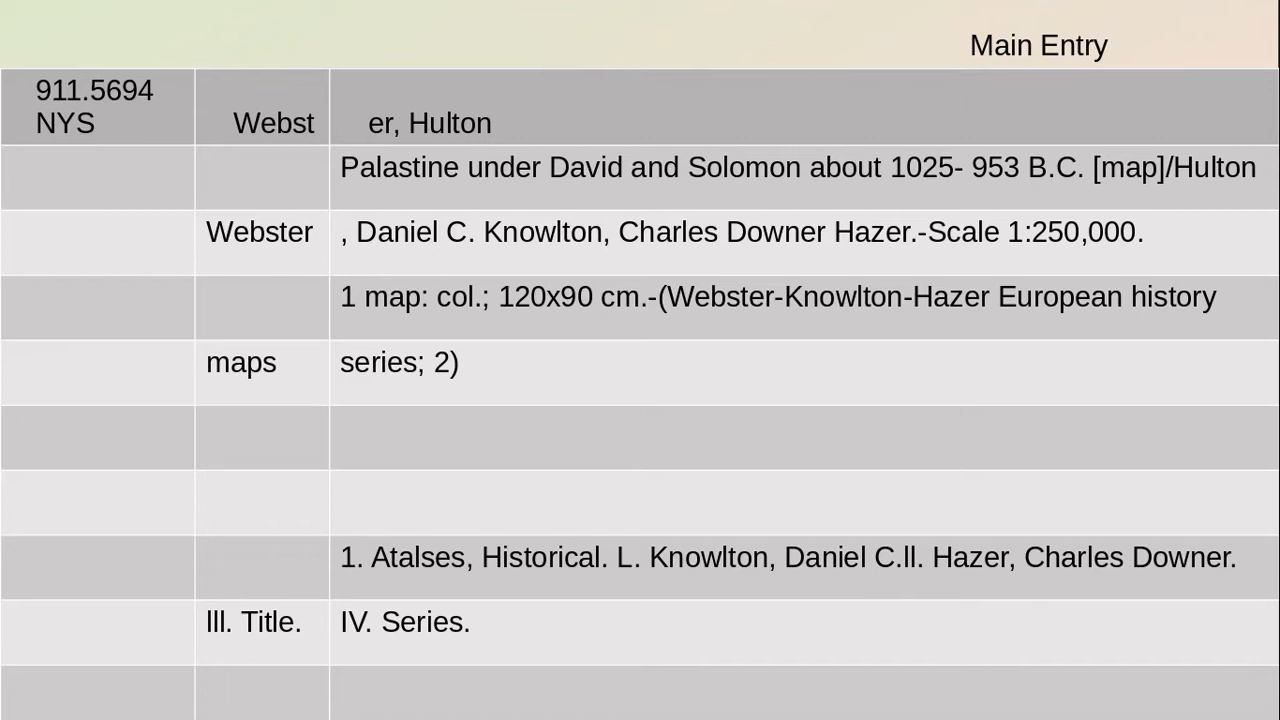 Main Entry
911.5694
NYS Webst er, Hulton
Palastine under David and Solomon about 1025- 953 B.C. [map]/Hulton
Webster , Daniel C. Knowlton, Charles Downer Hazer.-Scale 1:250,000.
1 map: col.; 120x90 cm.-(Webster-Knowlton-Hazer European history
maps series; 2)
1. Atalses, Historical. L. Knowlton, Daniel C.ll. Hazer, Charles Downer.
lll. Title. IV. Series.